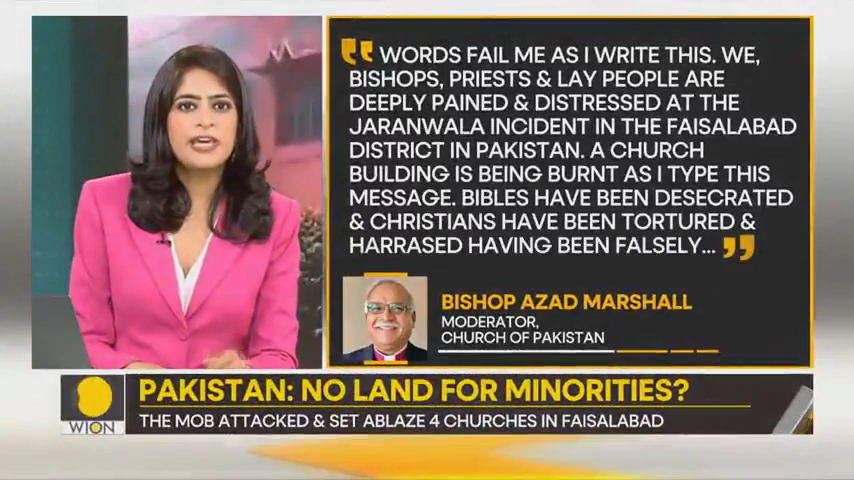 WORDS FAIL ME AS I WRITE THIS. WE,
BISHOPS, PRIESTS & LAY PEOPLE ARE
DEEPLY PAINED & DISTRESSED AT THE
JARANWALA INCIDENT IN THE FAISALABAD
DISTRICT IN PAKISTAN. A CHURCH
BUILDING IS BEING BURNT AS I TYPE THIS
MESSAGE. BIBLES HAVE BEEN DESECRATED
& CHRISTIANS HAVE BEEN TORTURED &
HARRASED HAVING BEEN FALSELY...
BISHOP AZAD MARSHALL
MODERATOR,
CHURCH OF PAKISTAN
PAKISTAN: NO LAND FOR MINORITIES?
THE MOB ATTACKED & SET ABLAZE 4 CHURCHES IN FAISALABAD
WION